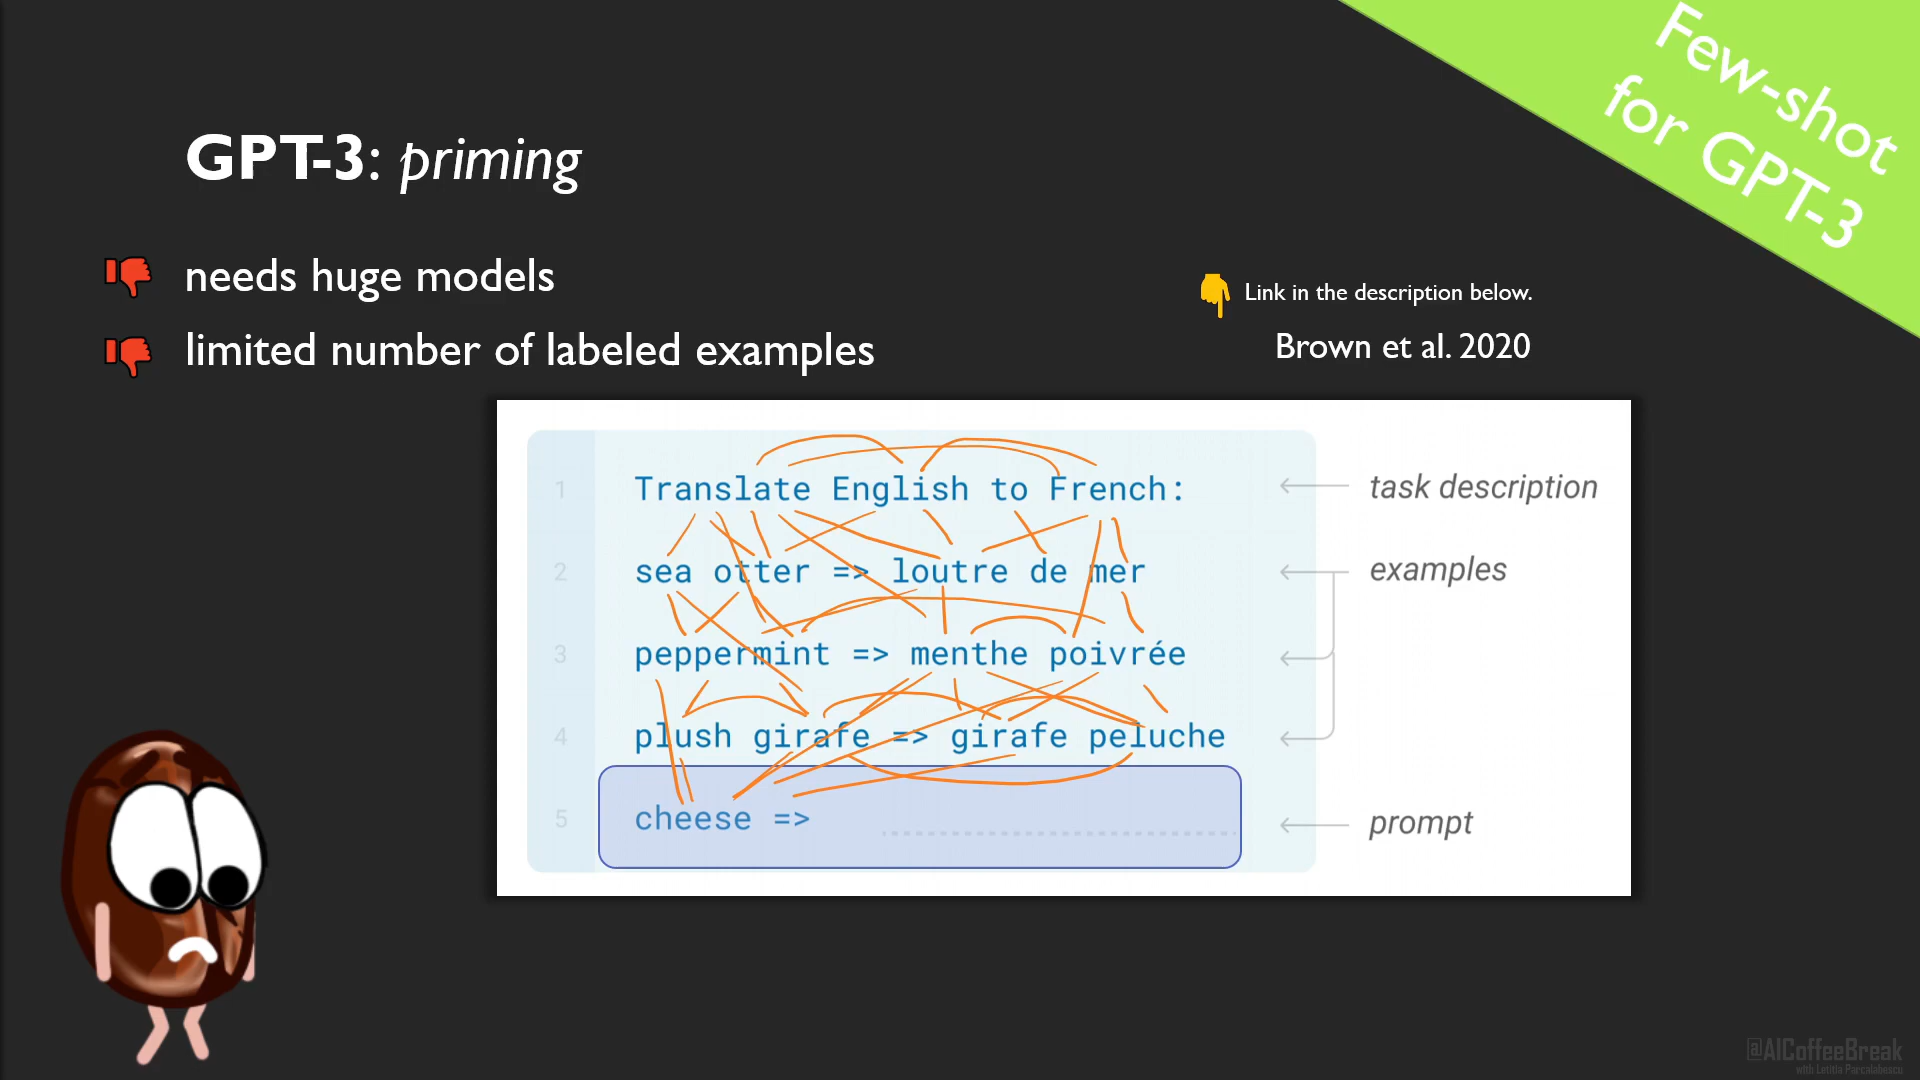 Few-shot
for GPT-3
GPT-3: priming
needs huge models
limited number of labeled examples
Link in the description below.
Brown et al. 2020
1 Translate English to French: task description
2 sea otter => loutre de mer examples
3 peppermint => menthe poivrée
4 plush girafe => girafe peluche
5 cheese => prompt
@AICoffeeBreak
with Letitia Parcalabescu